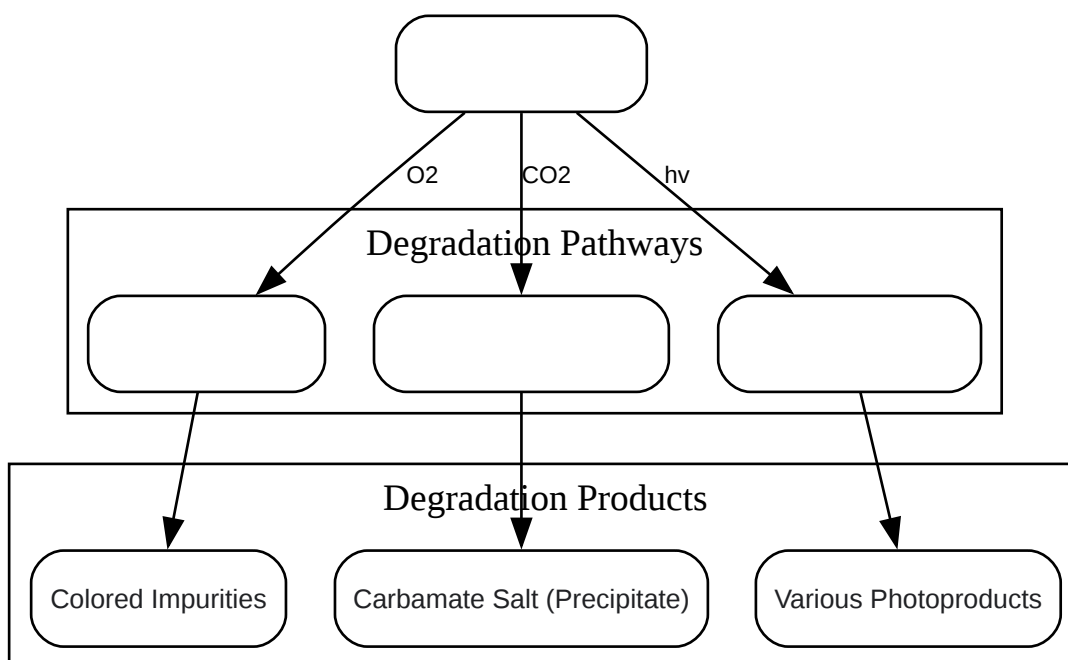 O2
CO2
hv
Degradation Pathways
Degradation Products
Colored Impurities
Carbamate Salt (Precipitate)
Various Photoproducts